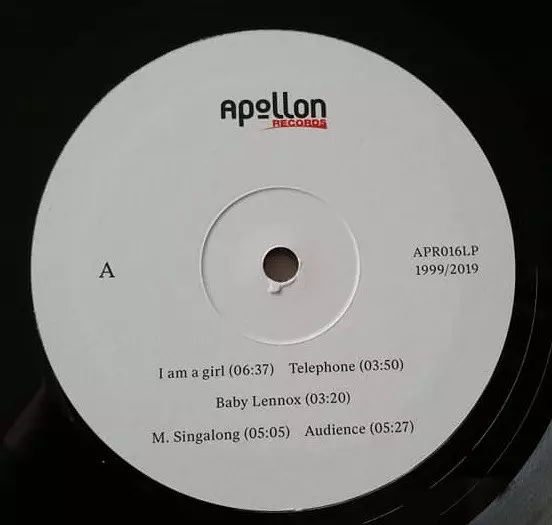 Apollon
RECORDS
A
APR016LP
1999/2019
I am a girl (06:37) Telephone (03:50)
Baby Lennox (03:20)
M. Singalong (05:05) Audience (05:27)